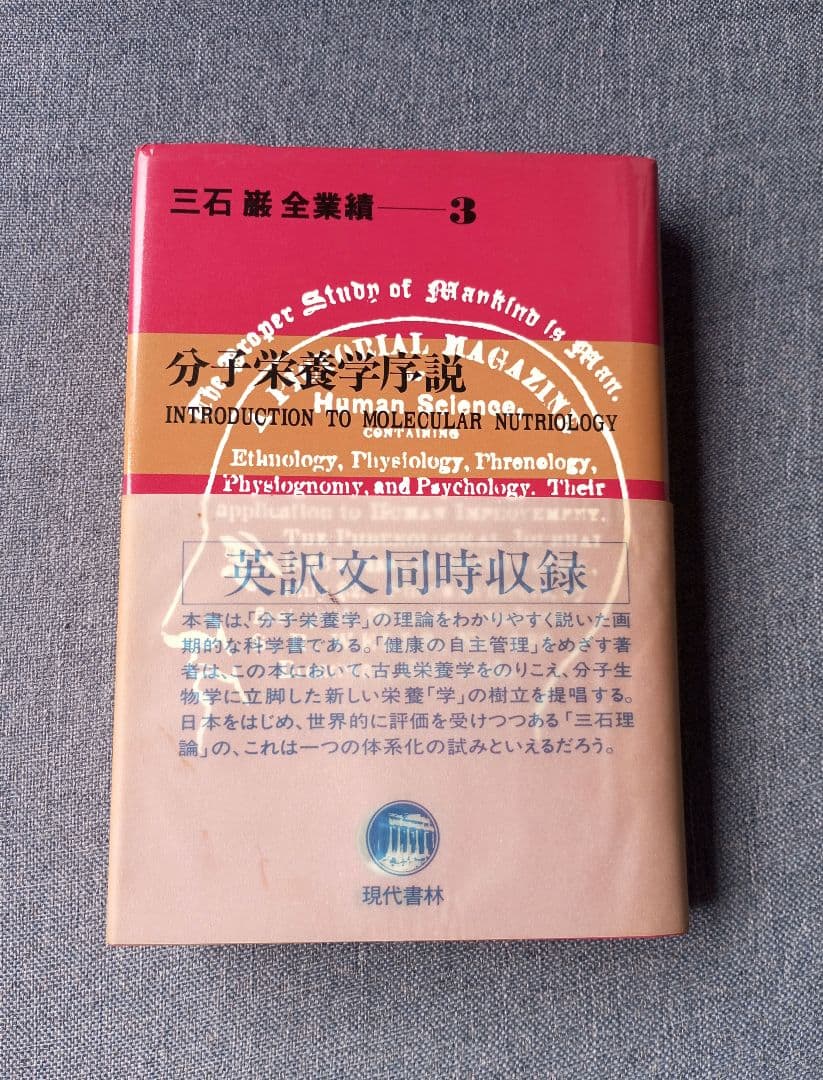 三石 巌 全業績──3
The Proper Study of Mankind is Man.
A PICTORIAL MAGAZINE
分子栄養学序説
Human Science,
INTRODUCTION TO MOLECULAR NUTRIOLOGY
CONTAINING
Ethnology, Physiology, Phrenology,
Physiognomy, and Psychology. Their
application to HUMAN IMPROVEMENT.
英訳文同時収録
本書は、「分子栄養学」の理論をわかりやすく説いた画
期的な科学書である。「健康の自主管理」をめざす著
者は、この本において、古典栄養学をのりこえ、分子生
物学に立脚した新しい栄養「学」の樹立を提唱する。
日本をはじめ、世界的に評価を受けつつある「三石理
論」の、これは一つの体系化の試みといえるだろう。
現代書林